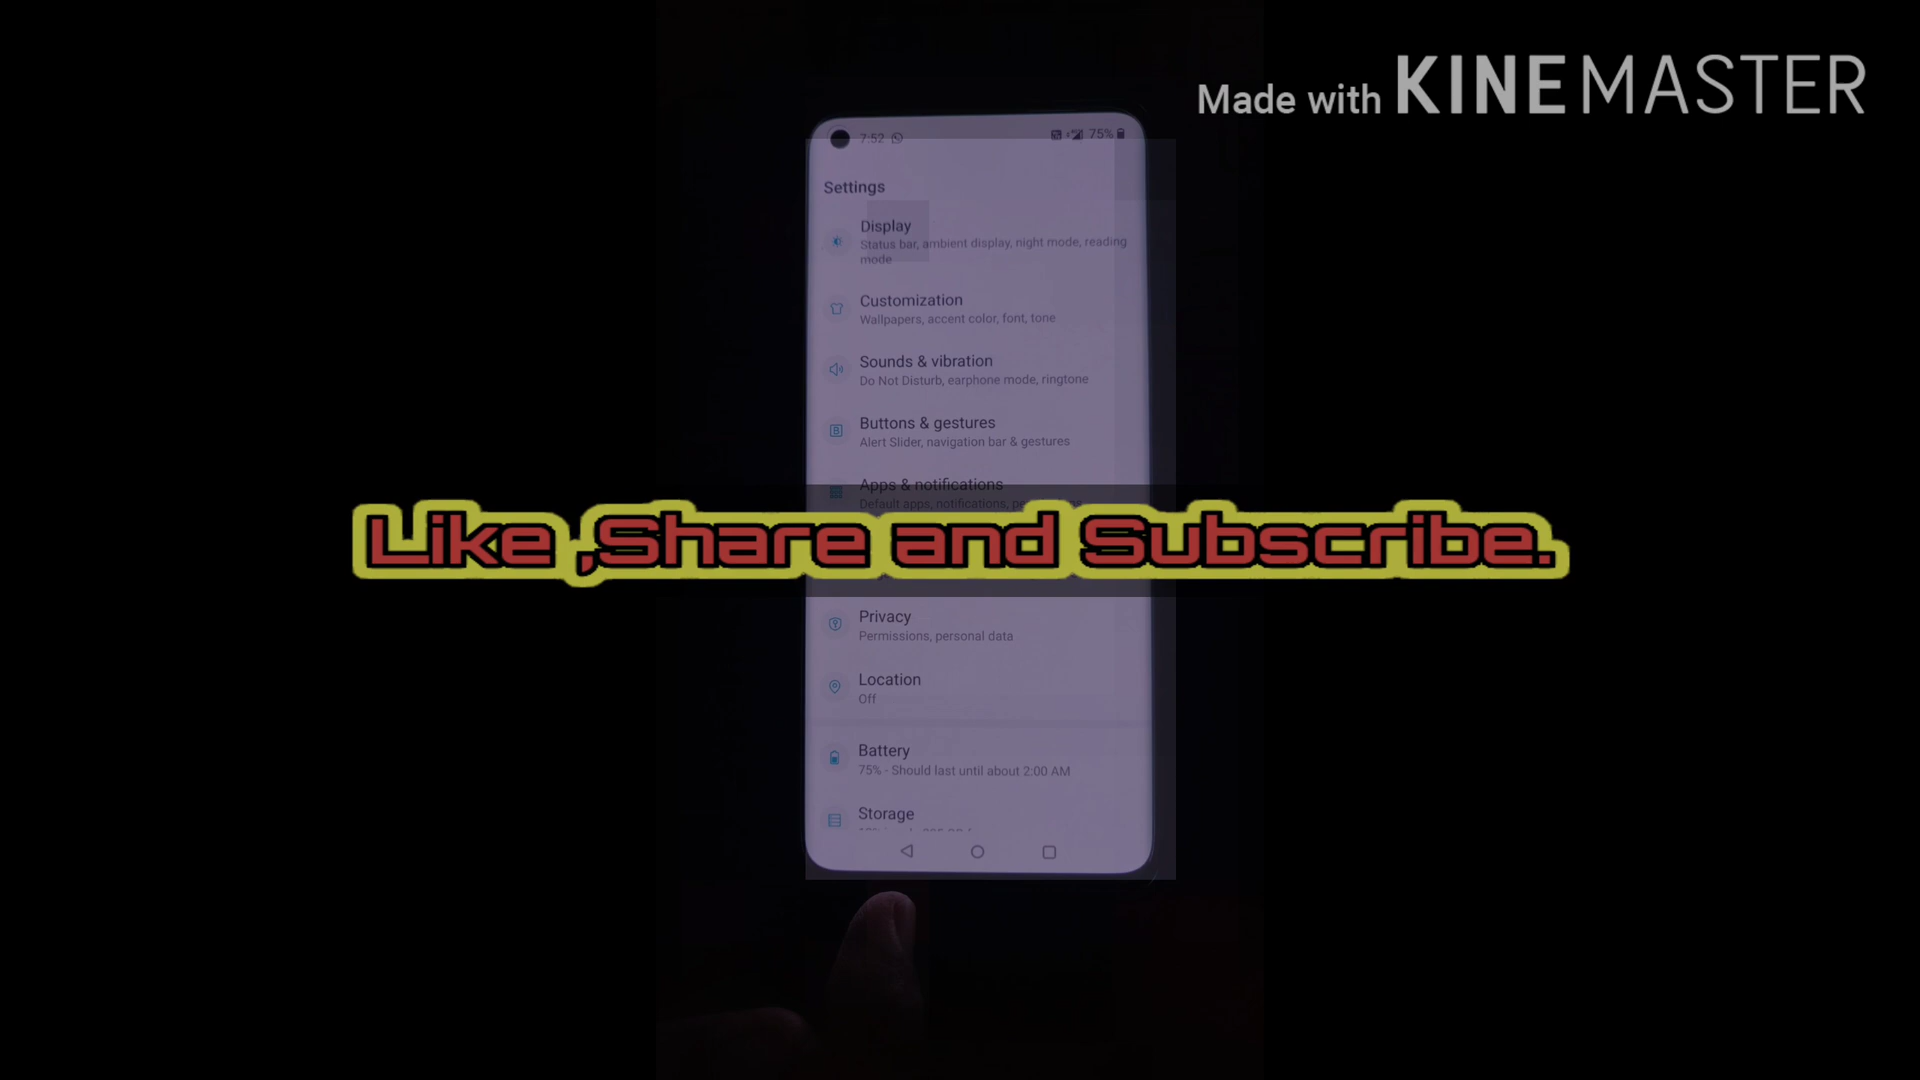 Made with KINEMASTER
7:52
75%
Settings
Display
Status bar, ambient display, night mode, reading
mode
Customization
Wallpapers, accent color, font, tone
Sounds & vibration
Do Not Disturb, earphone mode, ringtone
Buttons & gestures
Alert Slider, navigation bar & gestures
Apps & notifications
Default apps, notifications,
Like ,Share and Subscribe.
Privacy
Permissions, personal data
Location
Off
Battery
75% - Should last until about 2:00 AM
Storage